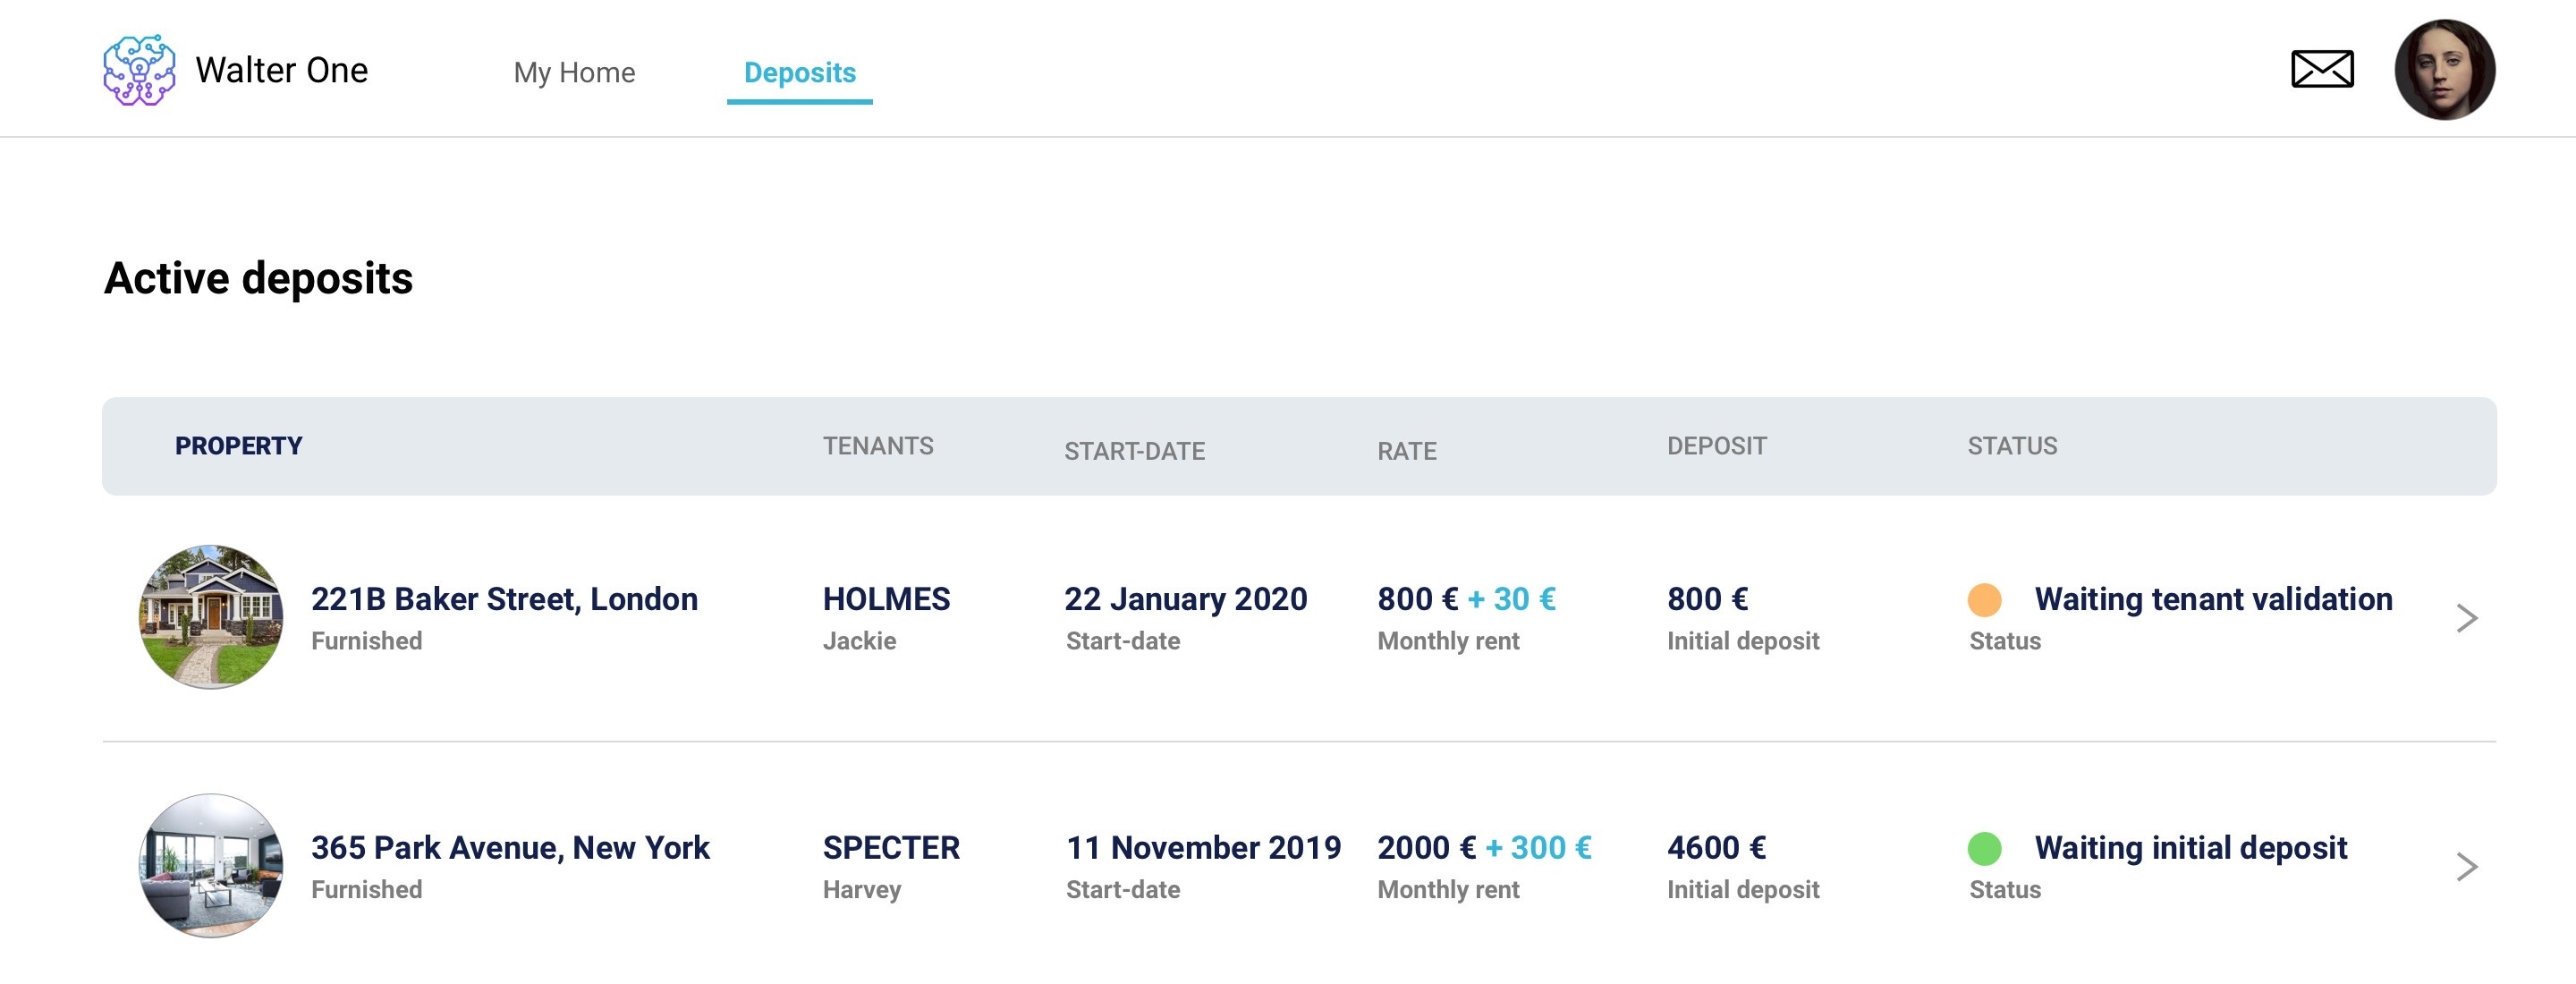 Walter One
My Home
Deposits
Active deposits
PROPERTY TENANTS START-DATE RATE DEPOSIT STATUS
221B Baker Street, London HOLMES 22 January 2020 800 € + 30 € 800 € Waiting tenant validation
Furnished Jackie Start-date Monthly rent Initial deposit Status
365 Park Avenue, New York SPECTER 11 November 2019 2000 € + 300 € 4600 € Waiting initial deposit
Furnished Harvey Start-date Monthly rent Initial deposit Status